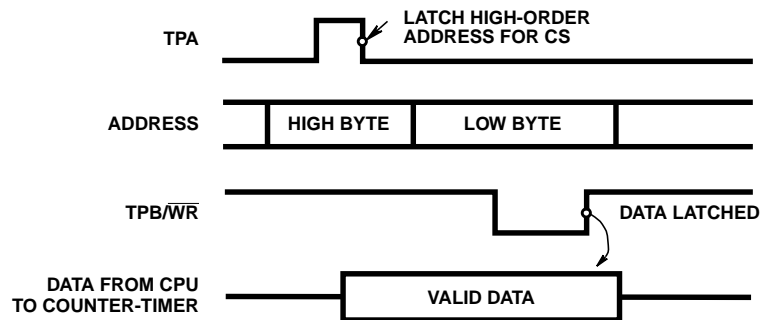 TPA
LATCH HIGH-ORDER
ADDRESS FOR CS
ADDRESS
HIGH BYTE
LOW BYTE
TPB/W̅R̅
DATA LATCHED
DATA FROM CPU
TO COUNTER-TIMER
VALID DATA